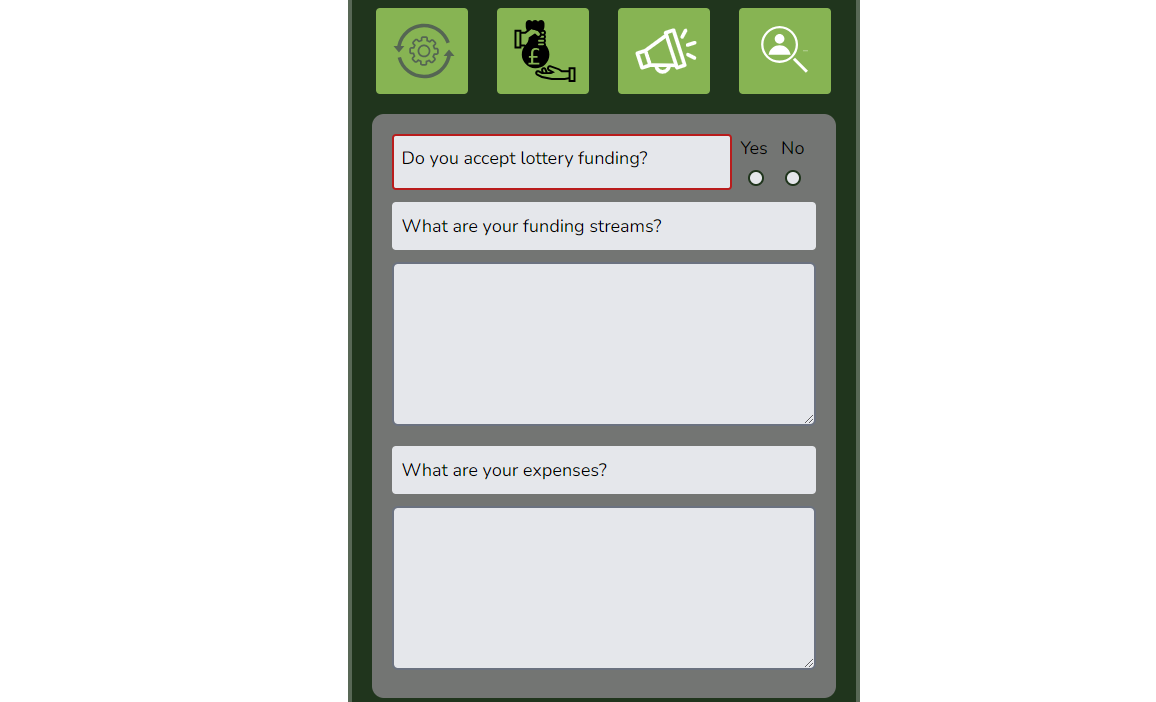 £
Do you accept lottery funding?
Yes No
What are your funding streams?
What are your expenses?